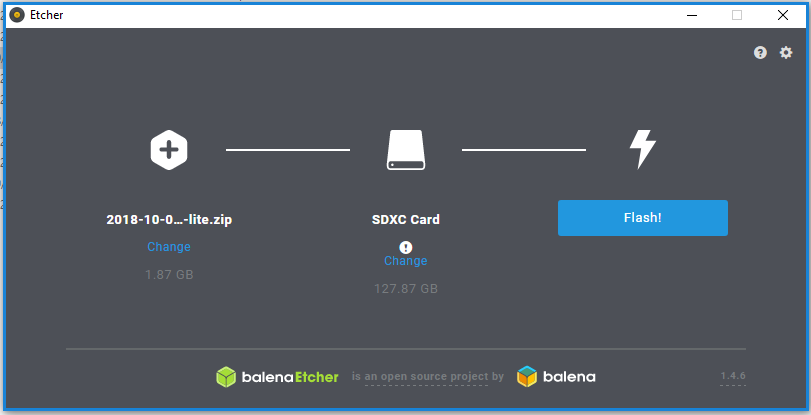 Etcher
2018-10-0...-lite.zip
SDXC Card
Flash!
Change
Change
1.87 GB
127.87 GB
balenaEtcher is an open source project by balena 1.4.6